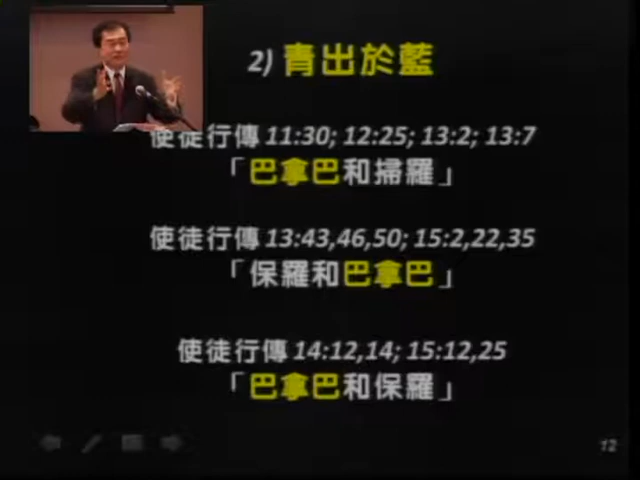 2) 青出於藍
使徒行傳 11:30; 12:25; 13:2; 13:7
「巴拿巴和掃羅」
使徒行傳 13:43,46,50; 15:2,22,35
「保羅和巴拿巴」
使徒行傳 14:12,14; 15:12,25
「巴拿巴和保羅」
12